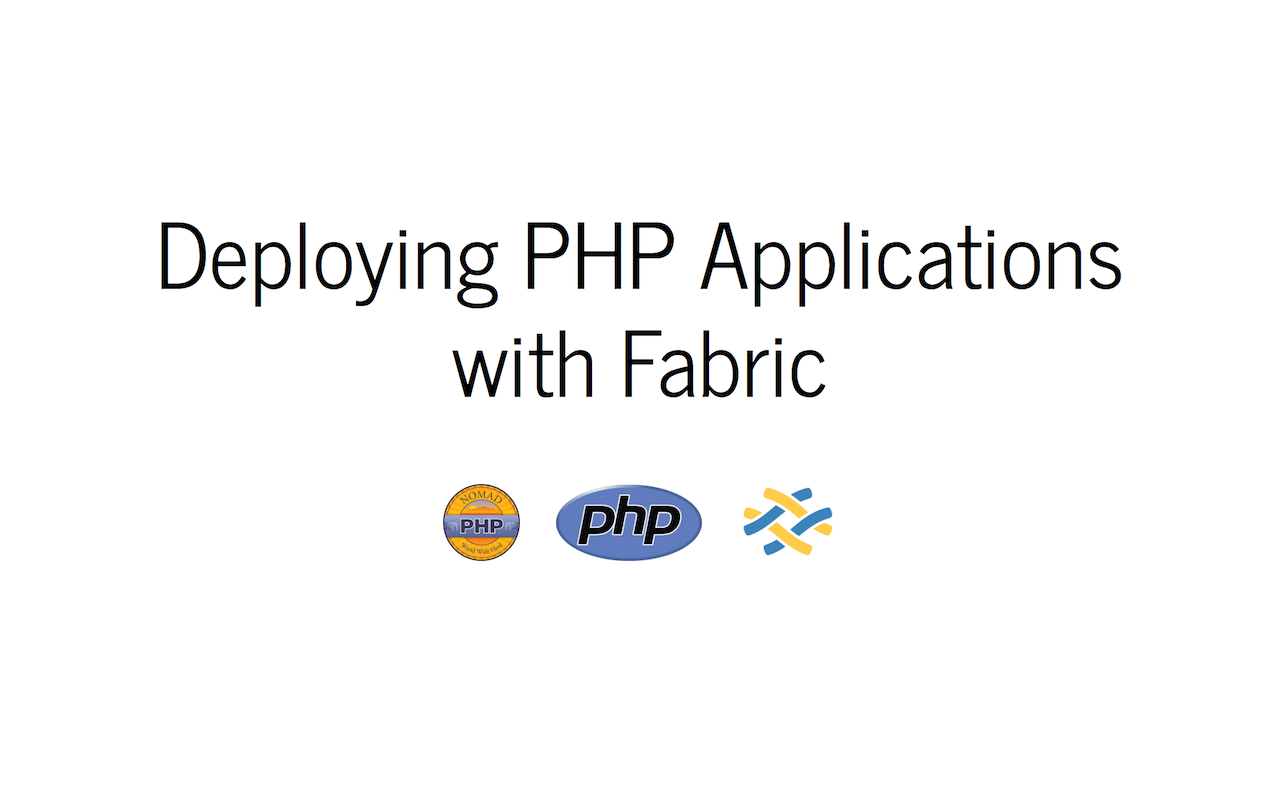 Deploying PHP Applications
with Fabric
NOMAD
PHP
World Wide Herd
php